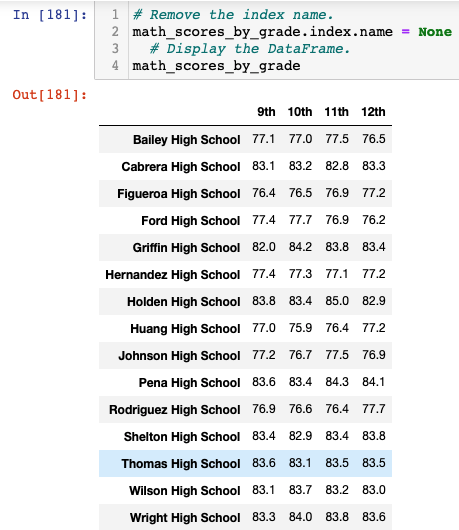 In [181]:
1 # Remove the index name.
2 math_scores_by_grade.index.name = None
3   # Display the DataFrame.
4 math_scores_by_grade
Out[181]:
9th 10th 11th 12th
Bailey High School 77.1 77.0 77.5 76.5
Cabrera High School 83.1 83.2 82.8 83.3
Figueroa High School 76.4 76.5 76.9 77.2
Ford High School 77.4 77.7 76.9 76.2
Griffin High School 82.0 84.2 83.8 83.4
Hernandez High School 77.4 77.3 77.1 77.2
Holden High School 83.8 83.4 85.0 82.9
Huang High School 77.0 75.9 76.4 77.2
Johnson High School 77.2 76.7 77.5 76.9
Pena High School 83.6 83.4 84.3 84.1
Rodriguez High School 76.9 76.6 76.4 77.7
Shelton High School 83.4 82.9 83.4 83.8
Thomas High School 83.6 83.1 83.5 83.5
Wilson High School 83.1 83.7 83.2 83.0
Wright High School 83.3 84.0 83.8 83.6